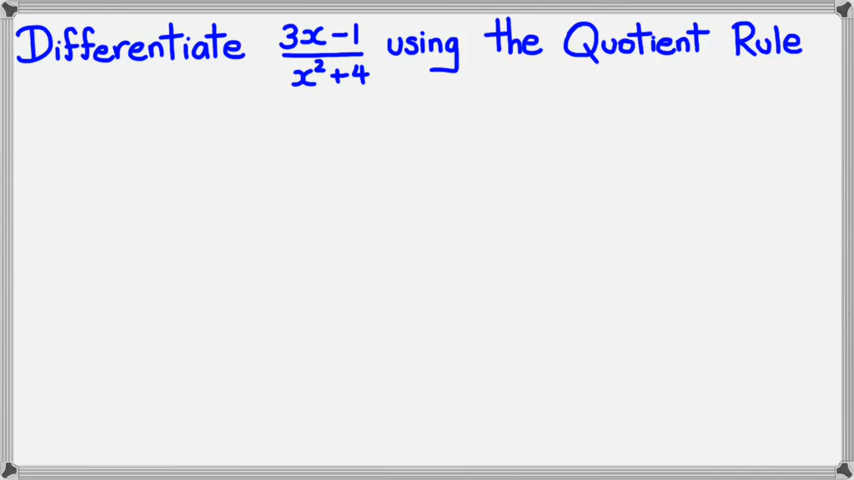 Differentiate (3x-1)/(x²+4) using the Quotient Rule